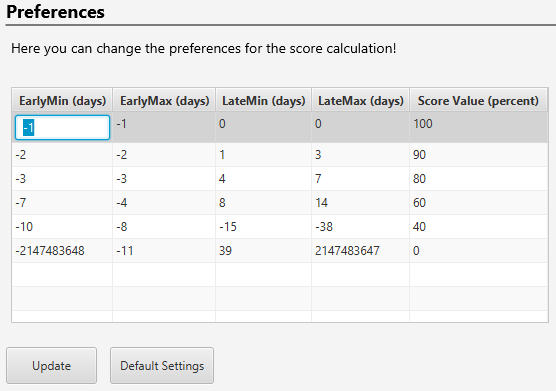 Preferences
Here you can change the preferences for the score calculation!
EarlyMin (days) EarlyMax (days) LateMin (days) LateMax (days) Score Value (percent)
-1 -1 0 0 100
-2 -2 1 3 90
-3 -3 4 7 80
-7 -4 8 14 60
-10 -8 -15 -38 40
-2147483648 -11 39 2147483647 0
Update Default Settings